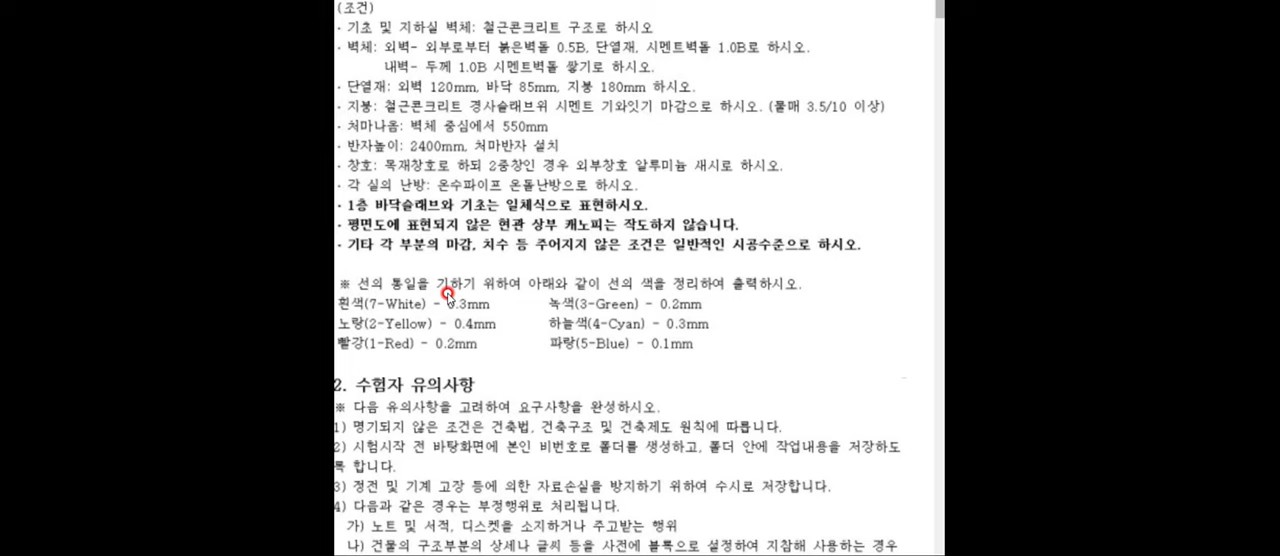 (조건)
· 기초 및 지하실 벽체: 철근콘크리트 구조로 하시오
· 벽체: 외벽- 외부로부터 붉은벽돌 0.5B, 단열재, 시멘트벽돌 1.0B로 하시오.
내벽- 두께 1.0B 시멘트벽돌 쌓기로 하시오.
· 단열재: 외벽 120mm, 바닥 85mm, 지붕 180mm 하시오.
· 지붕: 철근콘크리트 경사슬래브위 시멘트 기와잇기 마감으로 하시오. (물매 3.5/10 이상)
· 처마나옴: 벽체 중심에서 550mm
· 반자높이: 2400mm, 처마반자 설치
· 창호: 목재창호로 하되 2중창인 경우 외부창호 알루미늄 새시로 하시오.
· 각 실의 난방: 온수파이프 온돌난방으로 하시오.
· 1층 바닥슬래브와 기초는 일체식으로 표현하시오.
· 평면도에 표현되지 않은 현관 상부 캐노피는 작도하지 않습니다.
· 기타 각 부분의 마감, 치수 등 주어지지 않은 조건은 일반적인 시공수준으로 하시오.
※ 선의 통일을 기하기 위하여 아래와 같이 선의 색을 정리하여 출력하시오.
흰색(7-White) - 0.3mm 녹색(3-Green) - 0.2mm
노랑(2-Yellow) - 0.4mm 하늘색(4-Cyan) - 0.3mm
빨강(1-Red) - 0.2mm 파랑(5-Blue) - 0.1mm
2. 수험자 유의사항
※ 다음 유의사항을 고려하여 요구사항을 완성하시오.
1) 명기되지 않은 조건은 건축법, 건축구조 및 건축제도 원칙에 따릅니다.
2) 시험시작 전 바탕화면에 본인 비번호로 폴더를 생성하고, 폴더 안에 작업내용을 저장하도
록 합니다.
3) 정전 및 기계 고장 등에 의한 자료손실을 방지하기 위하여 수시로 저장합니다.
4) 다음과 같은 경우는 부정행위로 처리됩니다.
가) 노트 및 서적, 디스켓을 소지하거나 주고받는 행위
나) 건물의 구조부분의 상세나 글씨 등을 사전에 블록으로 설정하여 지참해 사용하는 경우